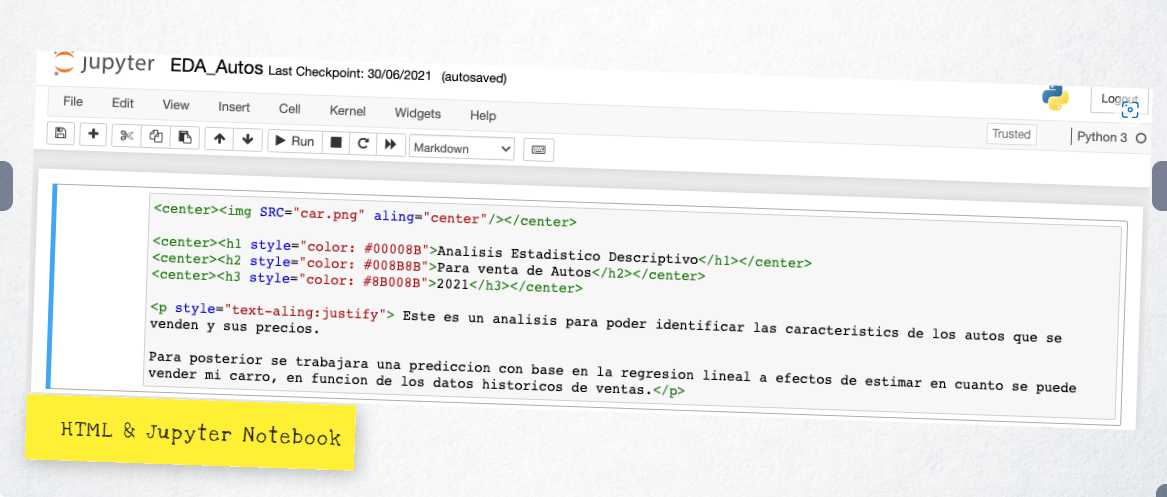 jupyter EDA_Autos Last Checkpoint: 30/06/2021 (autosaved)
Logout
File Edit View Insert Cell Kernel Widgets Help
Trusted Python 3
Run Markdown
<center><img SRC="car.png" aling="center"/></center>
<center><h1 style="color: #00008B">Analisis Estadistico Descriptivo</h1></center>
<center><h2 style="color: #008B8B">Para venta de Autos</h2></center>
<center><h3 style="color: #8B008B">2021</h3></center>
<p style="text-aling:justify"> Este es un analisis para poder identificar las caracteristics de los autos que se
venden y sus precios.
Para posterior se trabajara una prediccion con base en la regresion lineal a efectos de estimar en cuanto se puede
vender mi carro, en funcion de los datos historicos de ventas.</p>
HTML & Jupyter Notebook